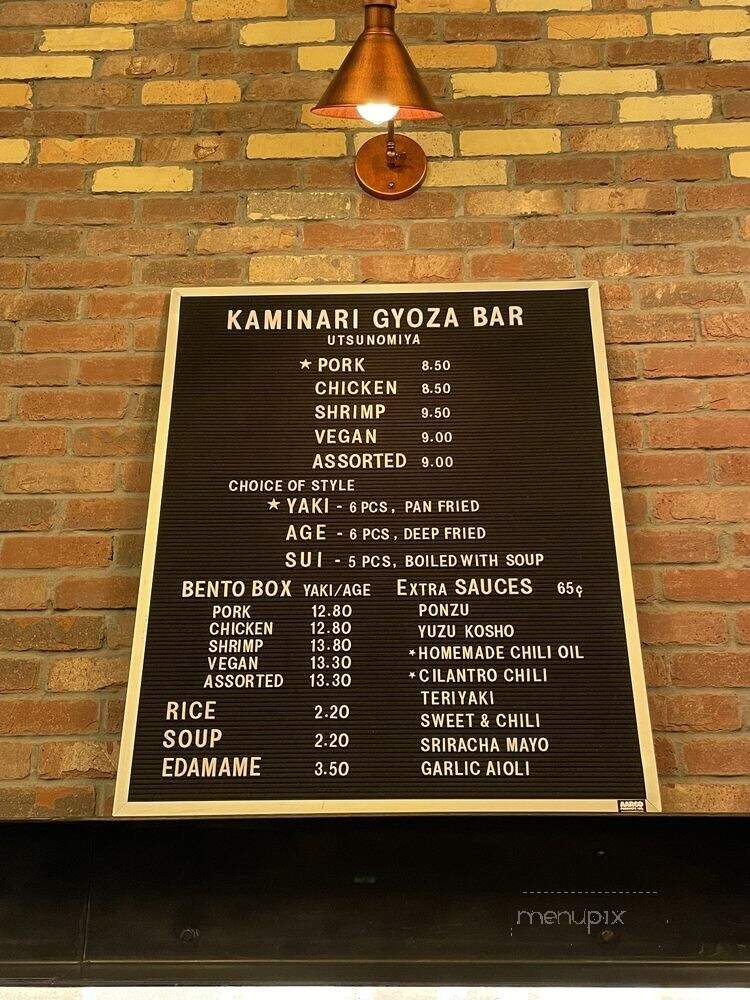 KAMINARI GYOZA BAR
UTSUNOMIYA
★ PORK 8.50
CHICKEN 8.50
SHRIMP 9.50
VEGAN 9.00
ASSORTED 9.00
CHOICE OF STYLE
★ YAKI - 6 PCS, PAN FRIED
AGE - 6 PCS, DEEP FRIED
SUI - 5 PCS, BOILED WITH SOUP
BENTO BOX YAKI/AGE
PORK 12.80
CHICKEN 12.80
SHRIMP 13.80
VEGAN 13.30
ASSORTED 13.30
RICE 2.20
SOUP 2.20
EDAMAME 3.50
EXTRA SAUCES 65¢
PONZU
YUZU KOSHO
★HOMEMADE CHILI OIL
★CILANTRO CHILI
TERIYAKI
SWEET & CHILI
SRIRACHA MAYO
GARLIC AIOLI
AARCO
menupix